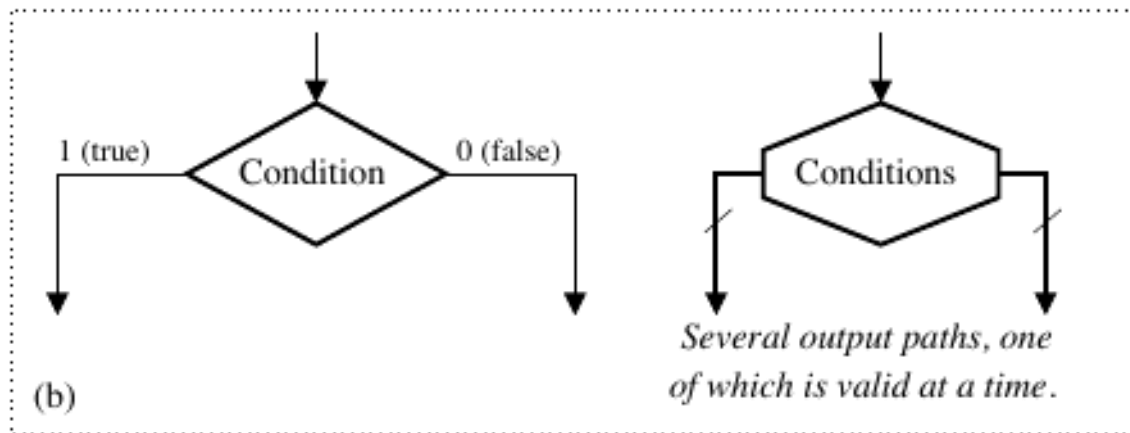 1 (true)
Condition
0 (false)
Conditions
Several output paths, one
of which is valid at a time.
(b)